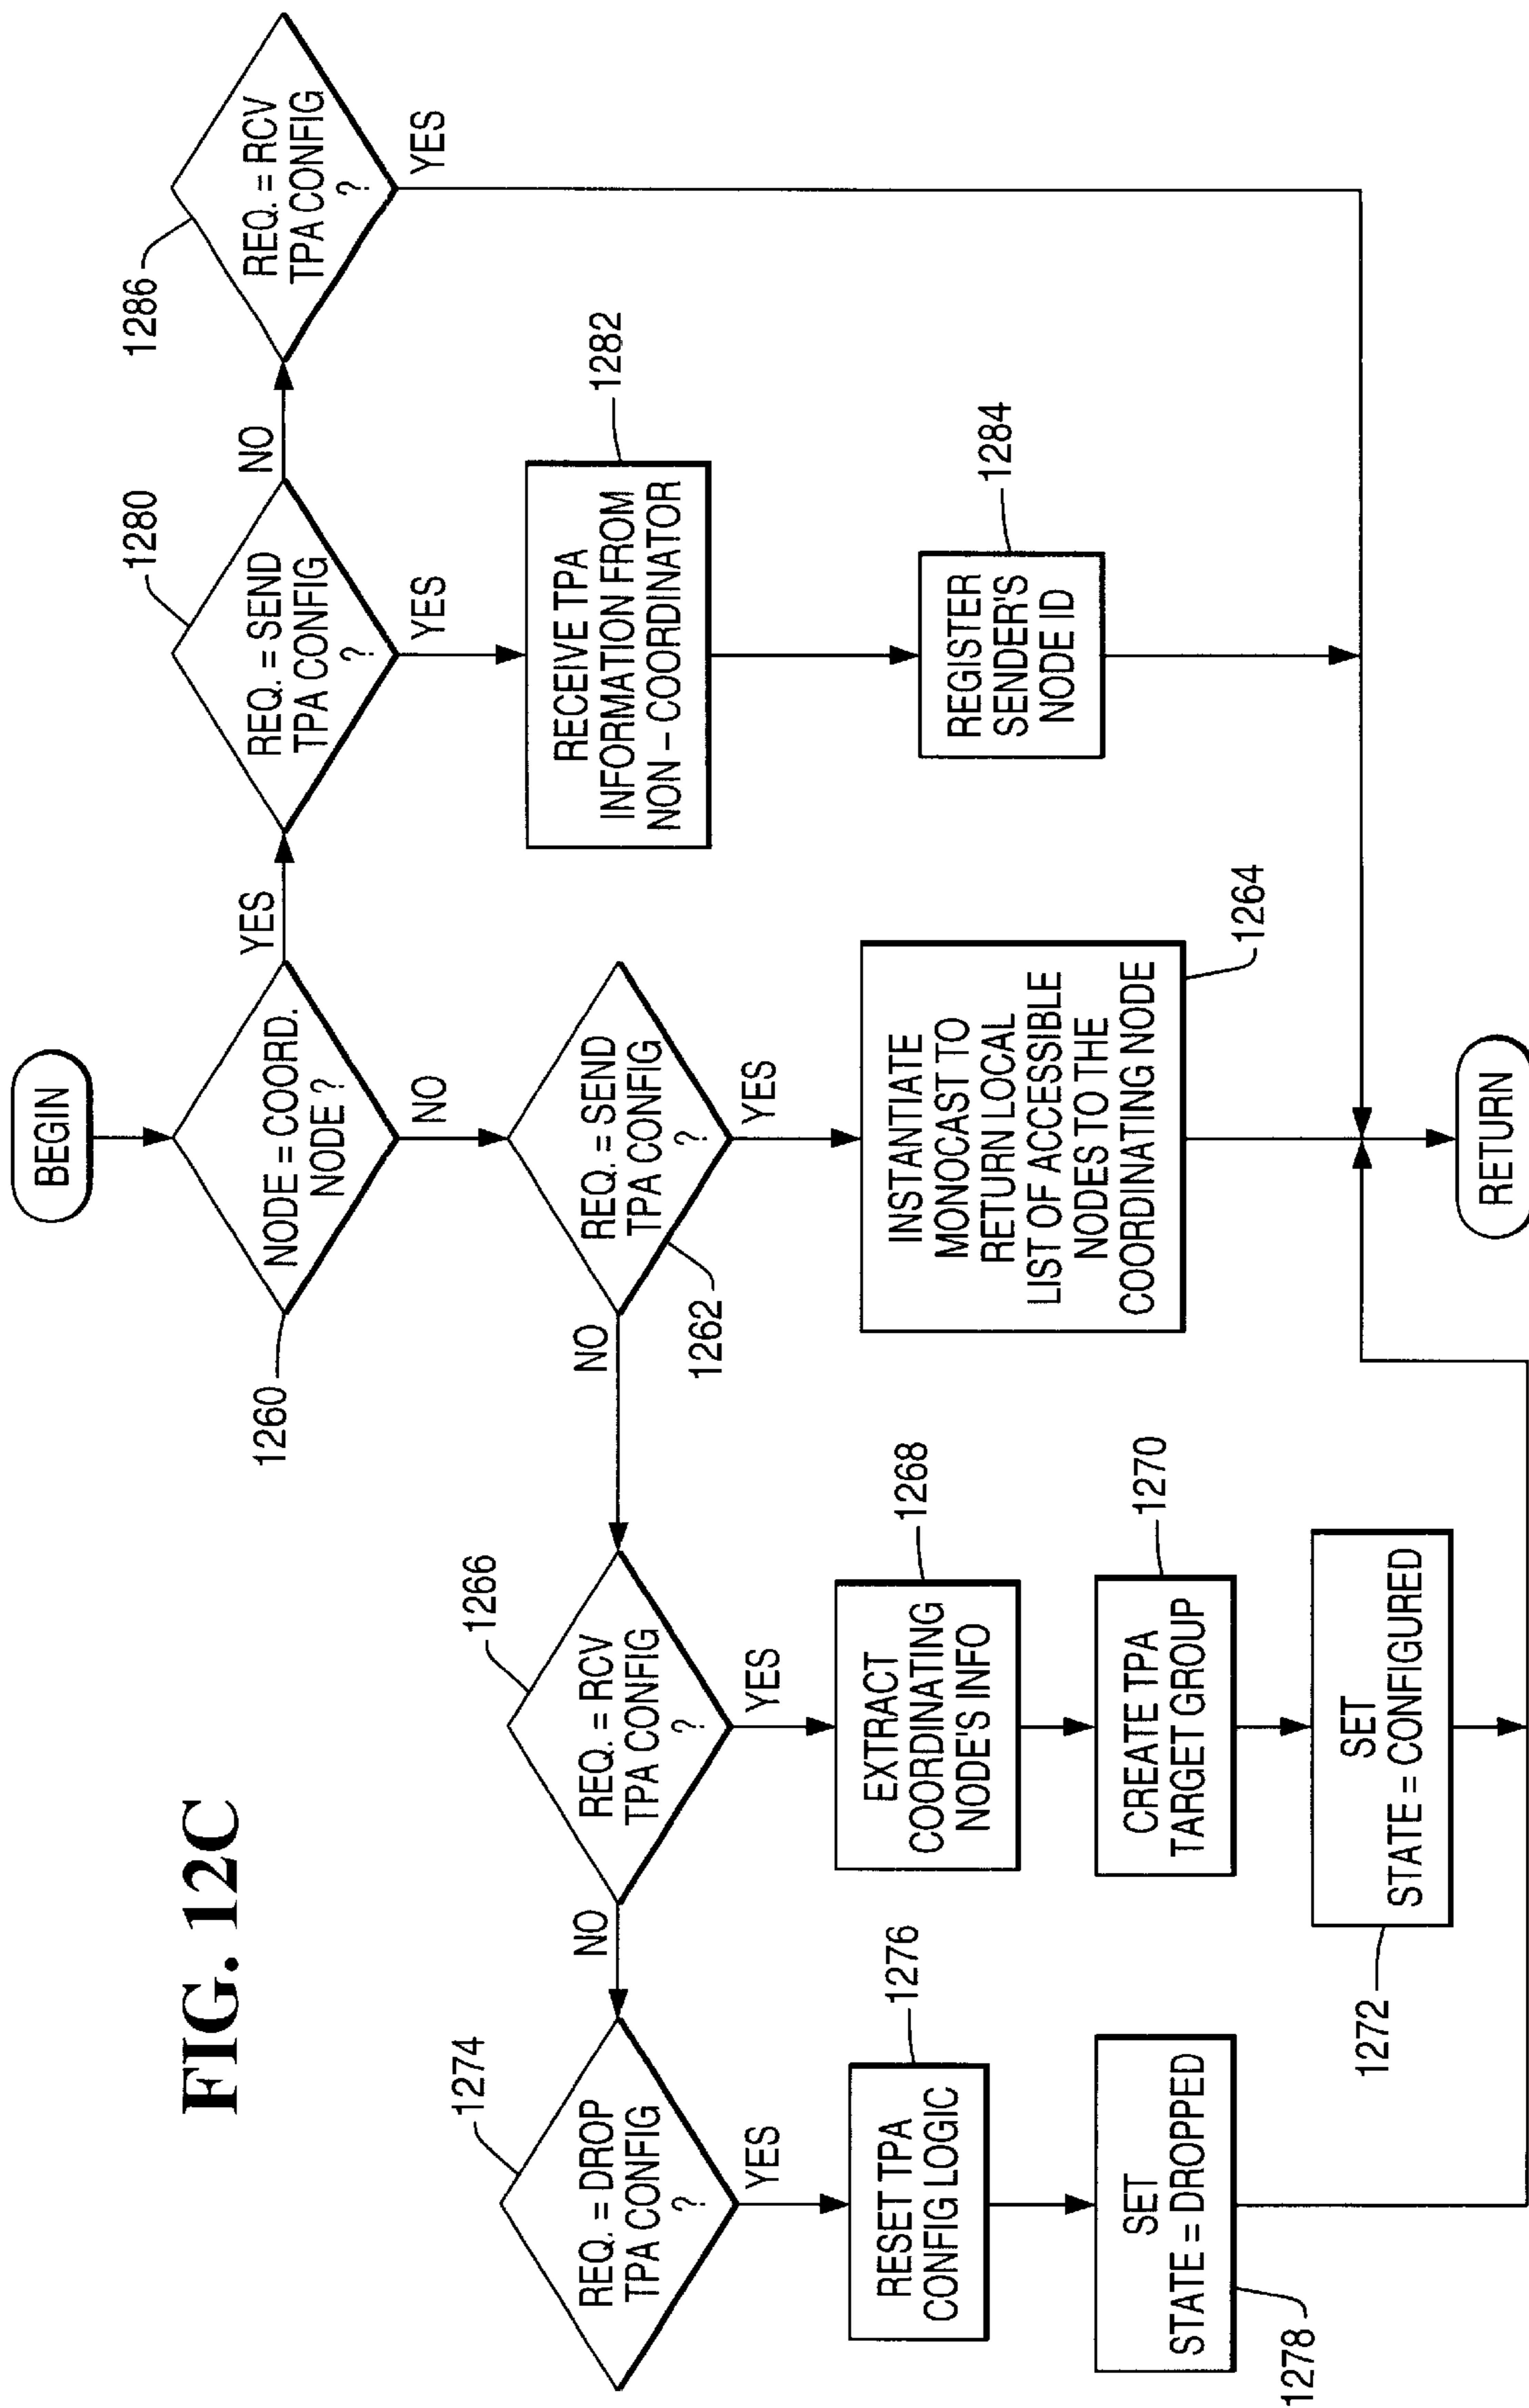 FIG. 12C
BEGIN
1260
NODE = COORD.
NODE ?
YES
NO
1280
REQ. = SEND
TPA CONFIG
?
NO
YES
1286
REQ. = RCV
TPA CONFIG
?
YES
1282
RECEIVE TPA
INFORMATION FROM
NON – COORDINATOR
1284
REGISTER
SENDER'S
NODE ID
1262
REQ. = SEND
TPA CONFIG
?
NO
YES
1264
INSTANTIATE
MONOCAST TO
RETURN LOCAL
LIST OF ACCESSIBLE
NODES TO THE
COORDINATING NODE
1266
REQ. = RCV
TPA CONFIG
?
NO
YES
1268
EXTRACT
COORDINATING
NODE'S INFO
1270
CREATE TPA
TARGET GROUP
1272
SET
STATE = CONFIGURED
1274
REQ. = DROP
TPA CONFIG
?
YES
1276
RESET TPA
CONFIG LOGIC
1278
SET
STATE = DROPPED
RETURN